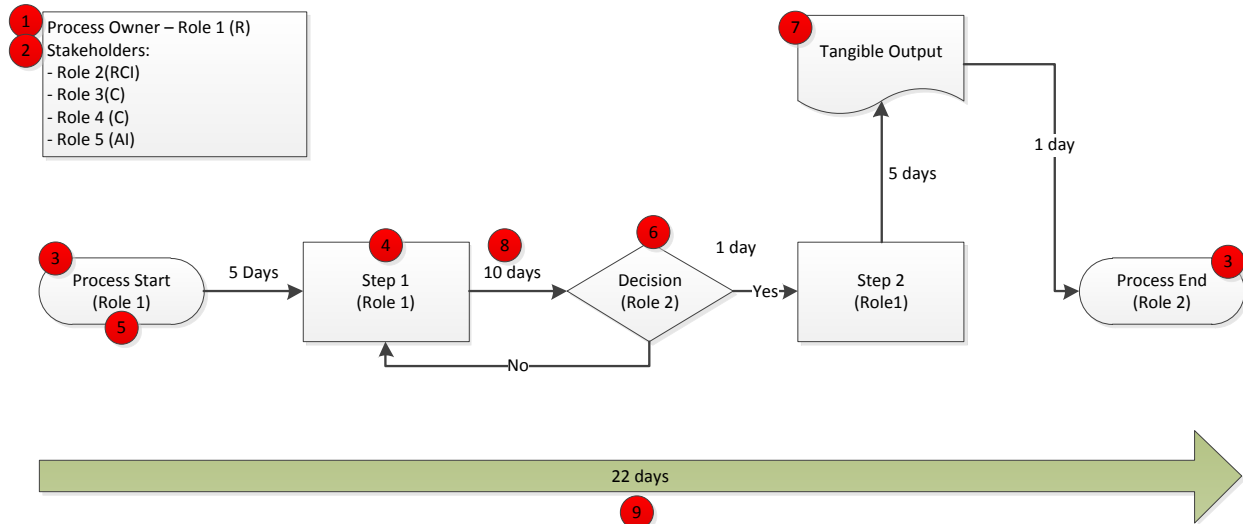 1
Process Owner – Role 1 (R)
2
Stakeholders:
- Role 2(RCI)
- Role 3(C)
- Role 4 (C)
- Role 5 (AI)
7
Tangible Output
1 day
5 days
3
Process Start
(Role 1)
5
5 Days
4
Step 1
(Role 1)
8
10 days
6
Decision
(Role 2)
1 day
Yes
No
Step 2
(Role1)
3
Process End
(Role 2)
22 days
9